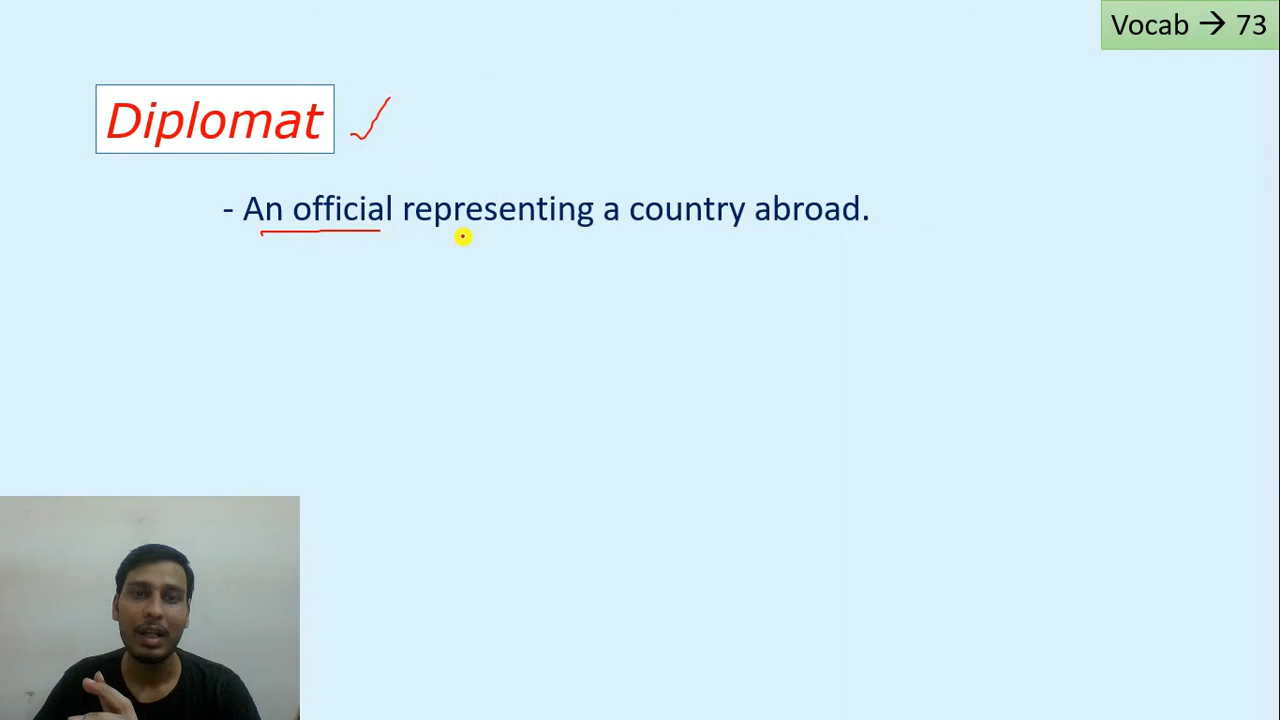 Vocab → 73
Diplomat
- An official representing a country abroad.